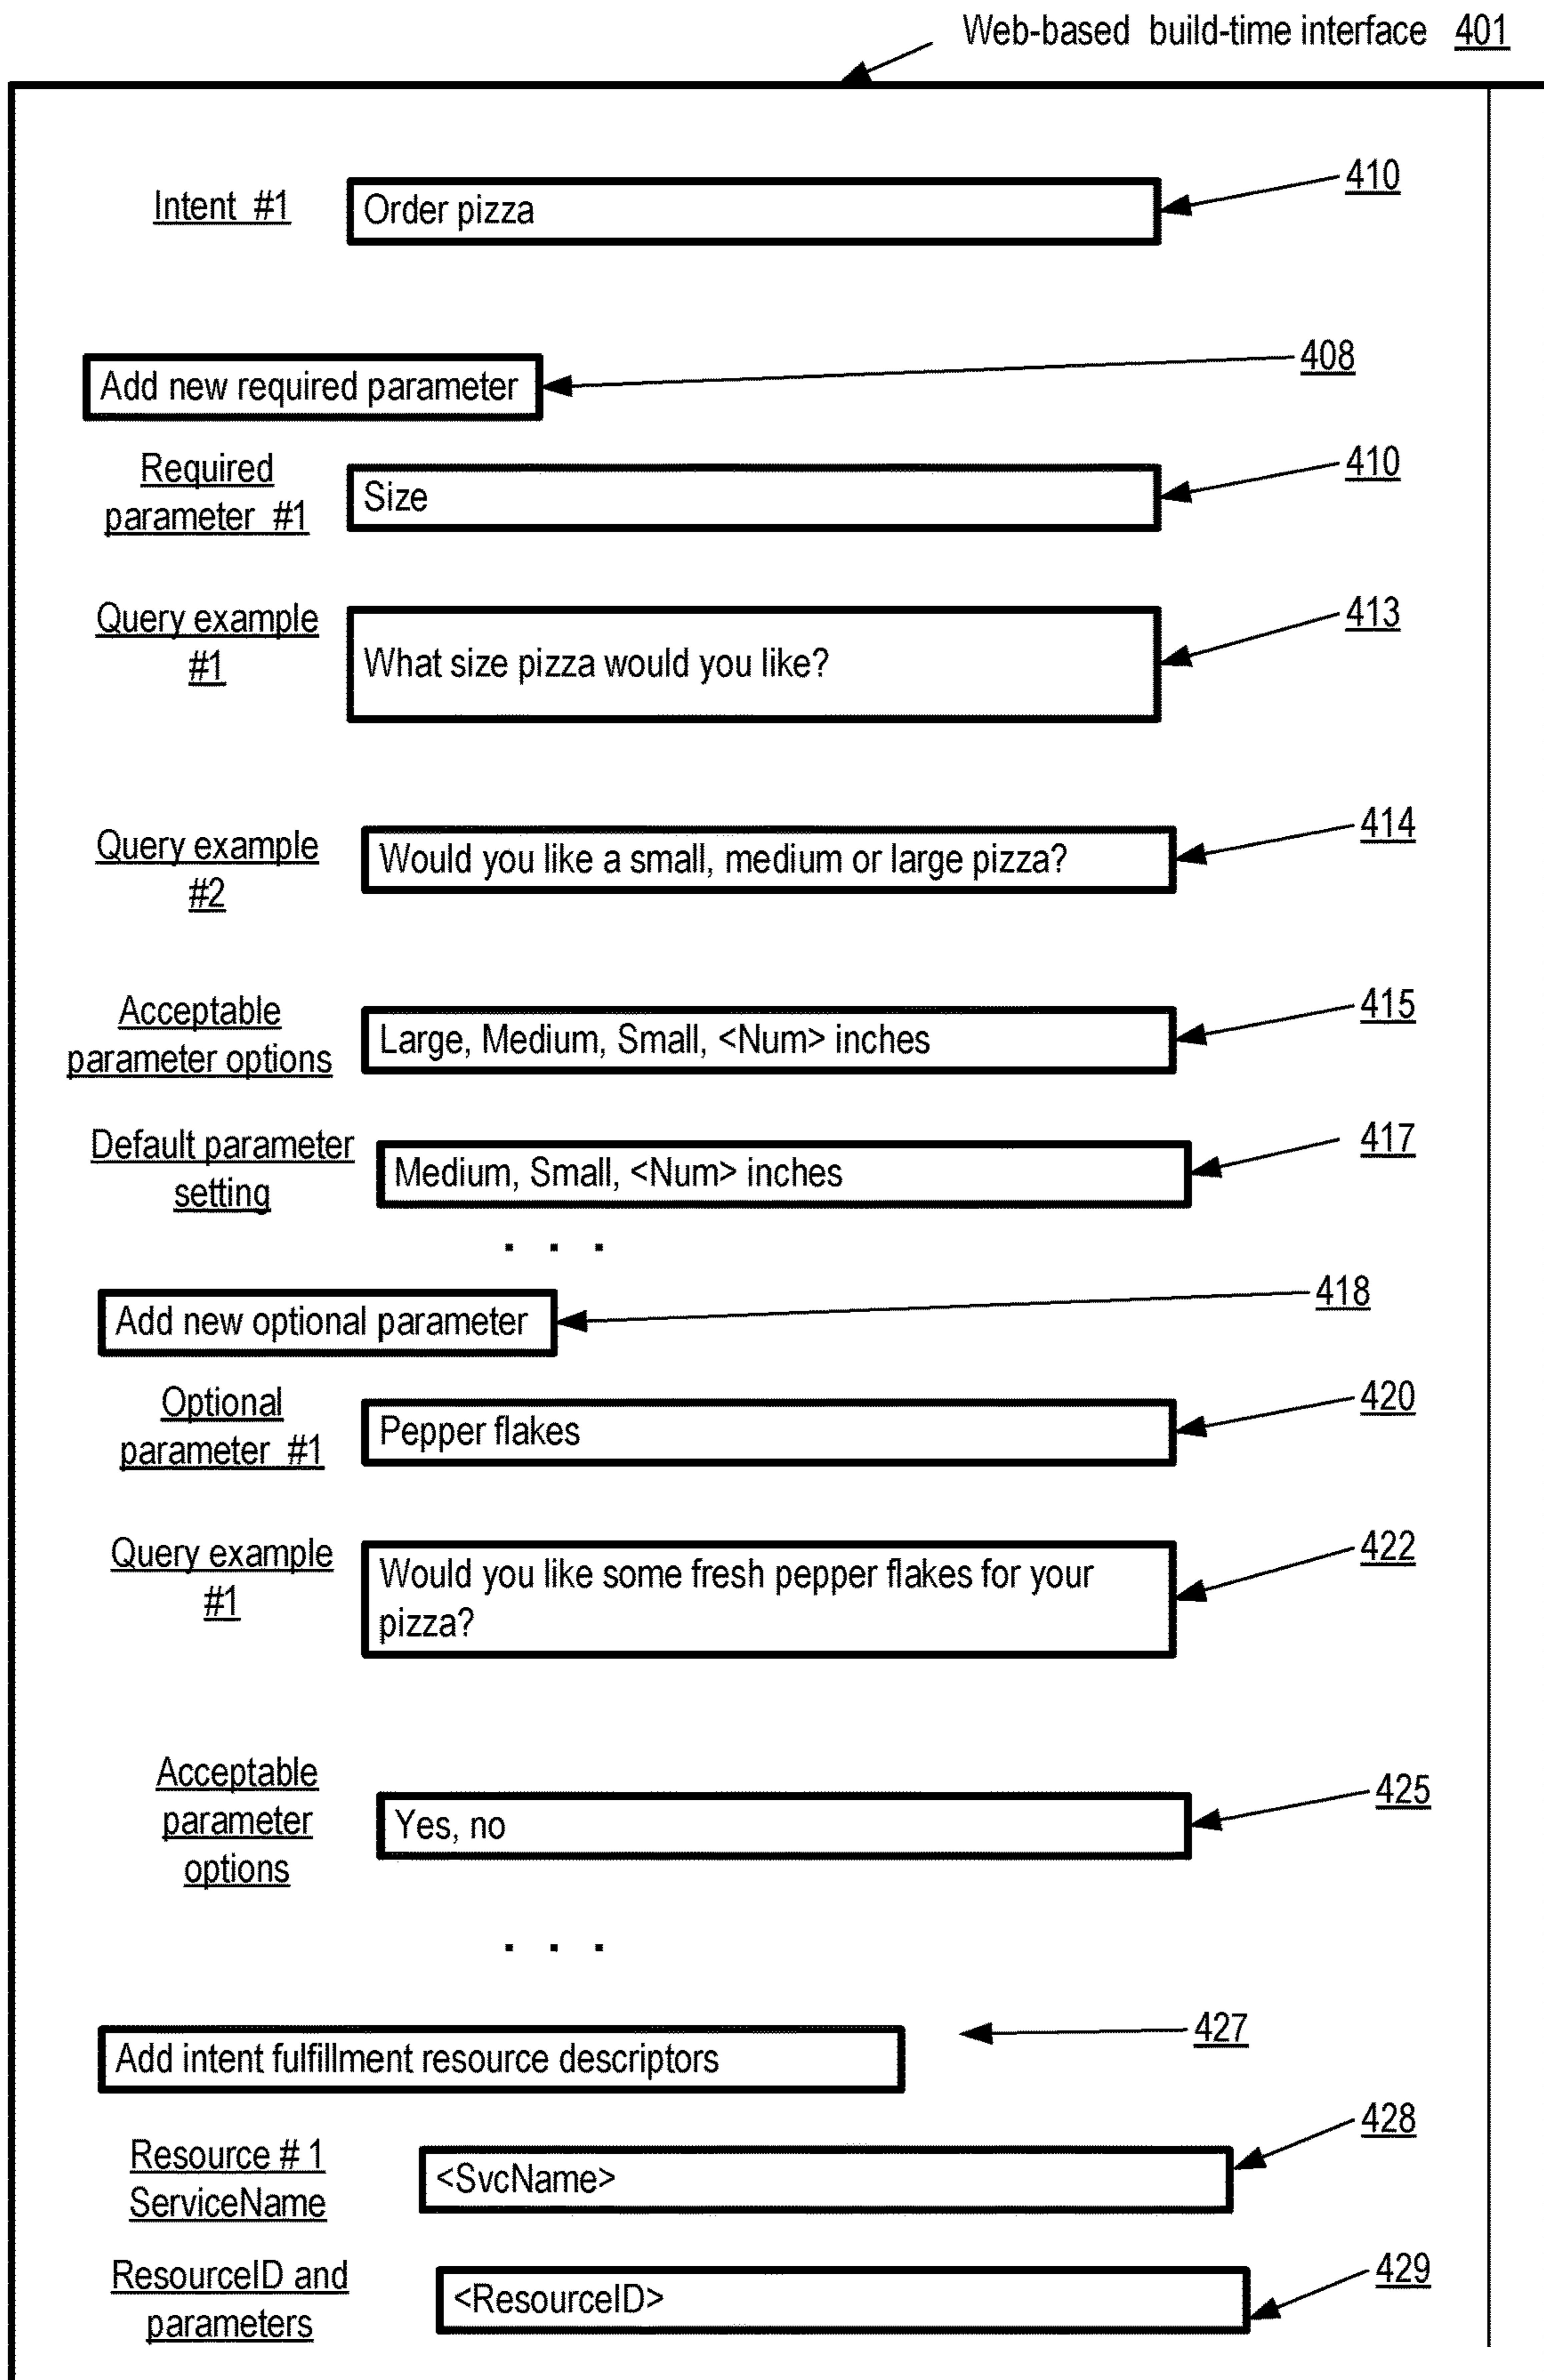 Web-based build-time interface 401
Intent #1
Order pizza
410
Add new required parameter
408
Required
parameter #1
Size
410
Query example
#1
What size pizza would you like?
413
Query example
#2
Would you like a small, medium or large pizza?
414
Acceptable
parameter options
Large, Medium, Small, <Num> inches
415
Default parameter
setting
Medium, Small, <Num> inches
417
. . .
Add new optional parameter
418
Optional
parameter #1
Pepper flakes
420
Query example
#1
Would you like some fresh pepper flakes for your
pizza?
422
Acceptable
parameter
options
Yes, no
425
. . .
Add intent fulfillment resource descriptors
427
Resource # 1
ServiceName
<SvcName>
428
ResourceID and
parameters
<ResourceID>
429